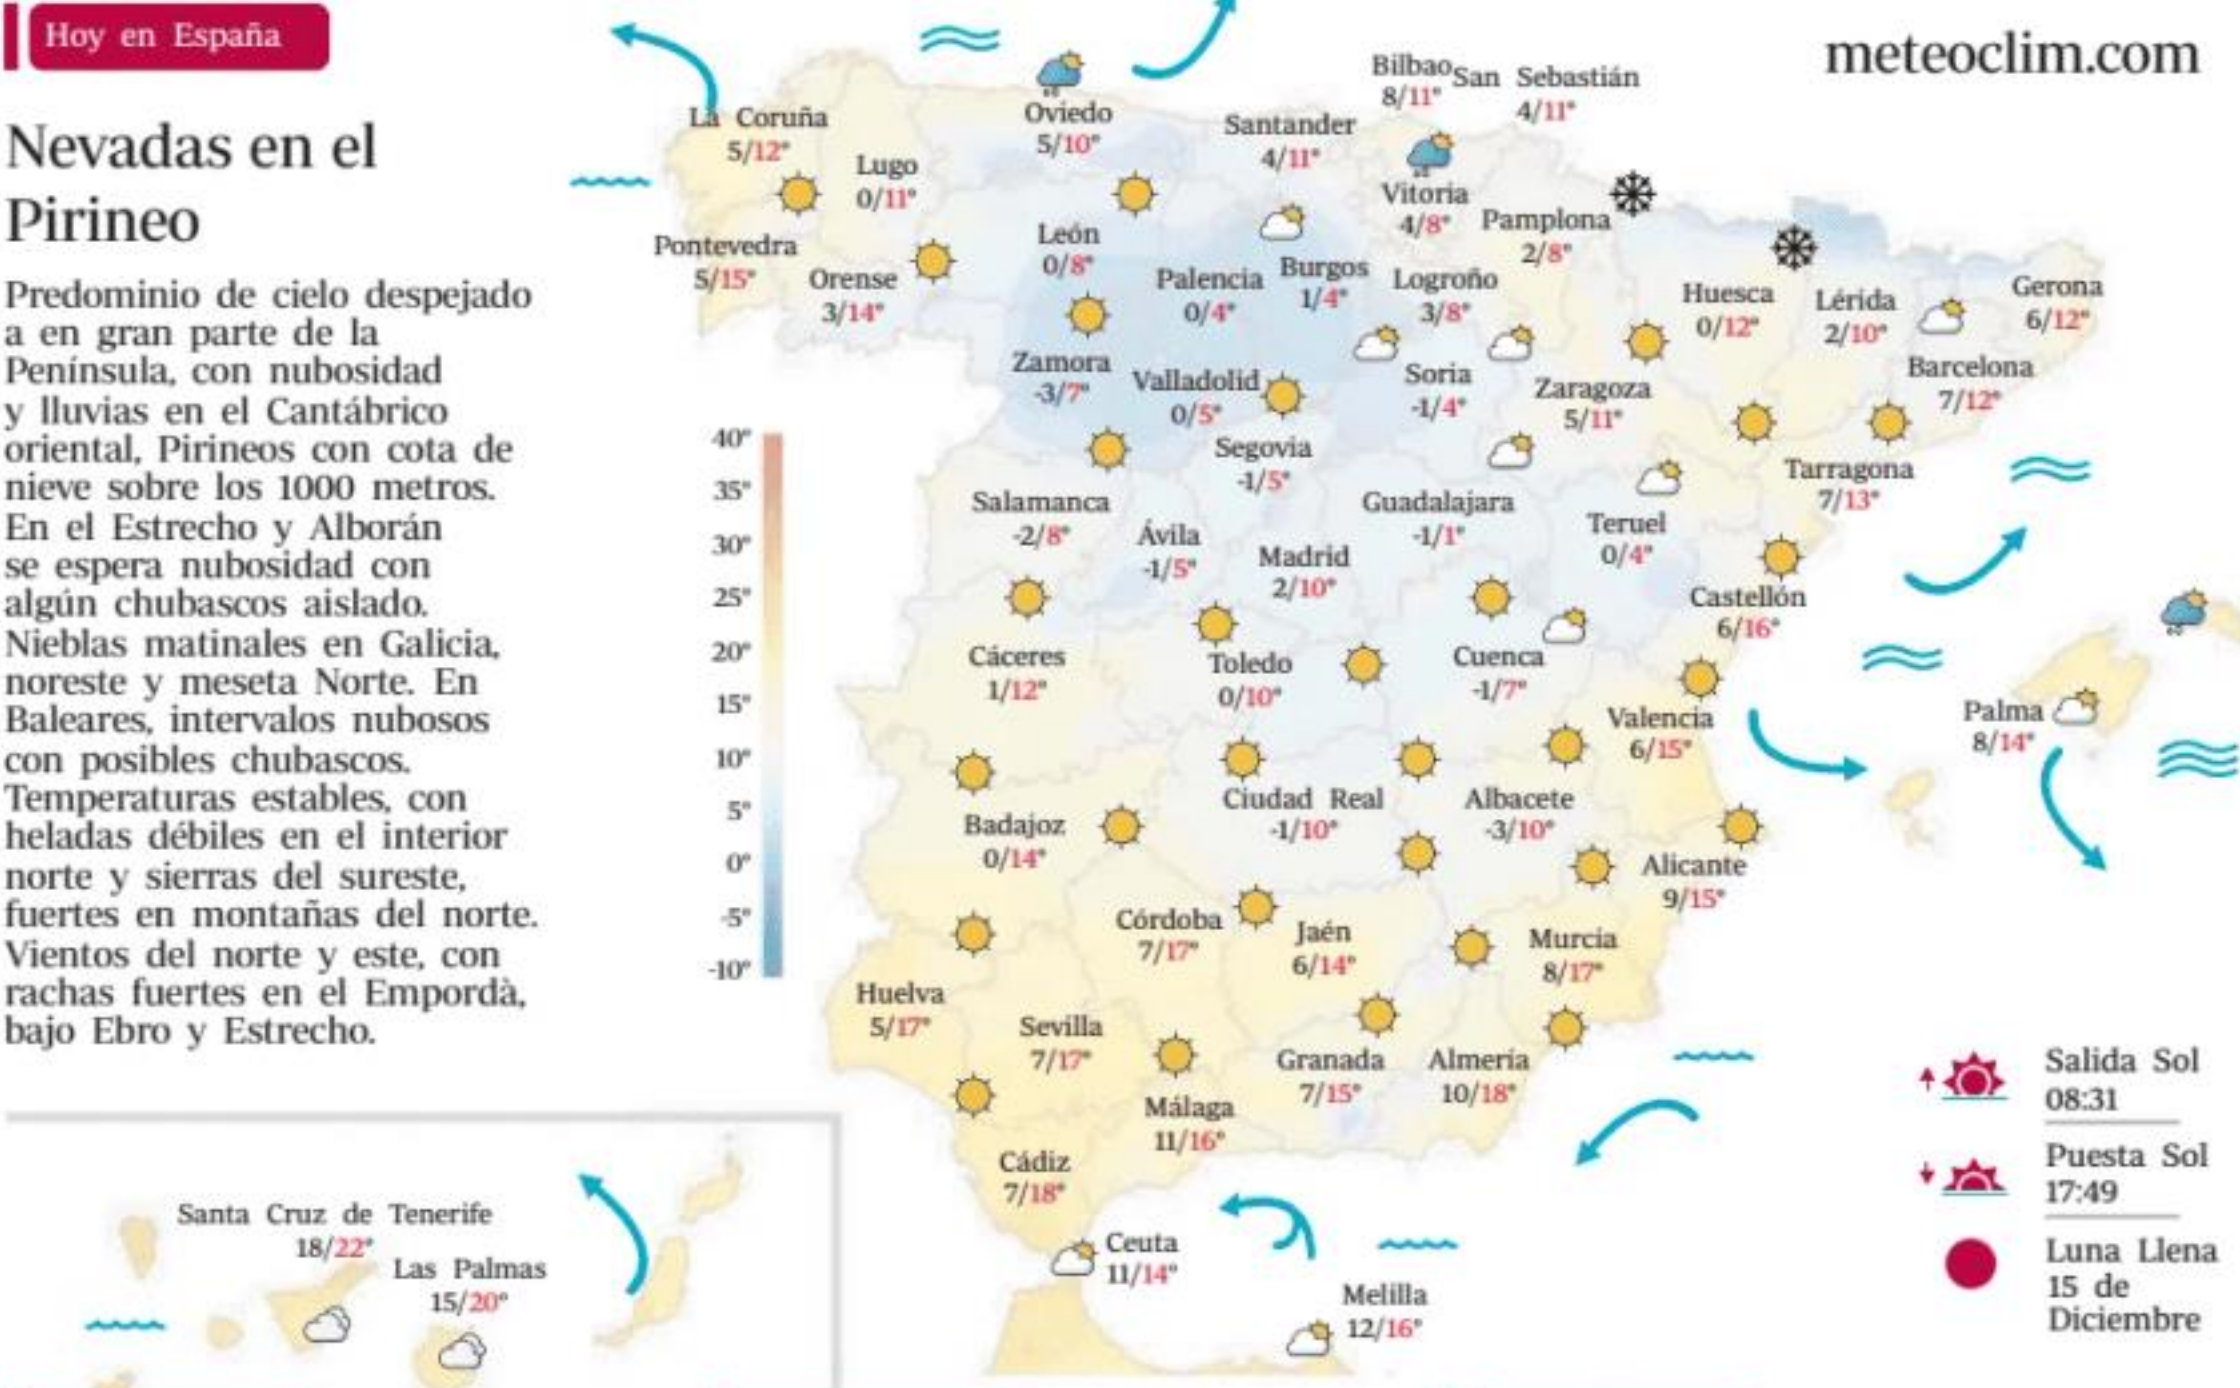 Hoy en España
meteoclim.com
Nevadas en el
Pirineo
Predominio de cielo despejado
a en gran parte de la
Península, con nubosidad
y lluvias en el Cantábrico
oriental, Pirineos con cota de
nieve sobre los 1000 metros.
En el Estrecho y Alborán
se espera nubosidad con
algún chubascos aislado.
Nieblas matinales en Galicia,
noreste y meseta Norte. En
Baleares, intervalos nubosos
con posibles chubascos.
Temperaturas estables, con
heladas débiles en el interior
norte y sierras del sureste,
fuertes en montañas del norte.
Vientos del norte y este, con
rachas fuertes en el Empordà,
bajo Ebro y Estrecho.
La Coruña
5/12°
Lugo
0/11°
Oviedo
5/10°
Santander
4/11°
Bilbao
8/11°
San Sebastián
4/11°
Vitoria
4/8°
Pamplona
2/8°
Pontevedra
5/15°
Orense
3/14°
León
0/8°
Palencia
0/4°
Burgos
1/4°
Logroño
3/8°
Huesca
0/12°
Lérida
2/10°
Gerona
6/12°
Zamora
-3/7°
Valladolid
0/5°
Soria
-1/4°
Zaragoza
5/11°
Barcelona
7/12°
Segovia
-1/5°
Tarragona
7/13°
Salamanca
-2/8°
Ávila
-1/5°
Madrid
2/10°
Guadalajara
-1/1°
Teruel
0/4°
Castellón
6/16°
Cáceres
1/12°
Toledo
0/10°
Cuenca
-1/7°
Valencia
6/15°
Palma
8/14°
Badajoz
0/14°
Ciudad Real
-1/10°
Albacete
-3/10°
Alicante
9/15°
Córdoba
7/17°
Jaén
6/14°
Murcia
8/17°
Huelva
5/17°
Sevilla
7/17°
Granada
7/15°
Almería
10/18°
Málaga
11/16°
Cádiz
7/18°
Ceuta
11/14°
Melilla
12/16°
40°
35°
30°
25°
20°
15°
10°
5°
0°
-5°
-10°
Santa Cruz de Tenerife
18/22°
Las Palmas
15/20°
Salida Sol
08:31
Puesta Sol
17:49
Luna Llena
15 de
Diciembre